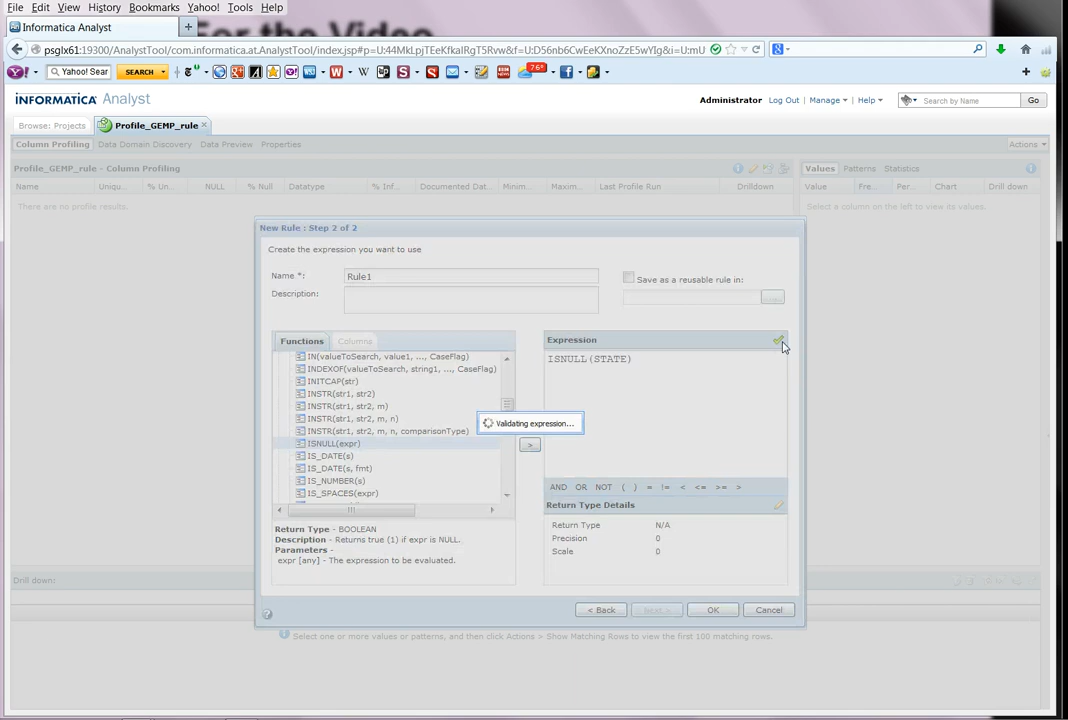 For the Video
File Edit View History Bookmarks Yahoo! Tools Help
Informatica Analyst
psglx61:19300/AnalystTool/com.informatica.at.AnalystTool/index.jsp#p=U:44MkLpjTEeKfkaIRgT5Rvw&f=U:D56nb6CwEeKXnoZzE5wYIg&i=U:mU
Yahoo! Sear SEARCH 76°
INFORMATICA Analyst
Administrator Log Out Manage Help Search by Name Go
Browse: Projects Profile_GEMP_rule
Column Profiling Data Domain Discovery Data Preview Properties Actions
Profile_GEMP_rule - Column Profiling Values Patterns Statistics
Name Uniqu... % Un... NULL % Null Datatype % Inf... Documented Dat... Minim... Maxim... Last Profile Run Drilldown Value Fre... Per... Chart Drill down
There are no profile results. Select a column on the left to view its values.
New Rule : Step 2 of 2
Create the expression you want to use
Name *: Rule1 Save as a reusable rule in:
Description: ...
Functions Columns
IN(valueToSearch, value1, ..., CaseFlag)
INDEXOF(valueToSearch, string1, ..., CaseFlag)
INITCAP(str)
INSTR(str1, str2)
INSTR(str1, str2, m)
INSTR(str1, str2, m, n)
INSTR(str1, str2, m, n, comparisonType)
ISNULL(expr)
IS_DATE(s)
IS_DATE(s, fmt)
IS_NUMBER(s)
IS_SPACES(expr)
Return Type - BOOLEAN
Description - Returns true (1) if expr is NULL.
Parameters -
expr [any] - The expression to be evaluated.
>
Expression
ISNULL(STATE)
Validating expression...
AND OR NOT ( ) = != < <= >= >
Return Type Details
Return Type N/A
Precision 0
Scale 0
< Back Next > OK Cancel
Drill down:
Select one or more values or patterns, and then click Actions > Show Matching Rows to view the first 100 matching rows.